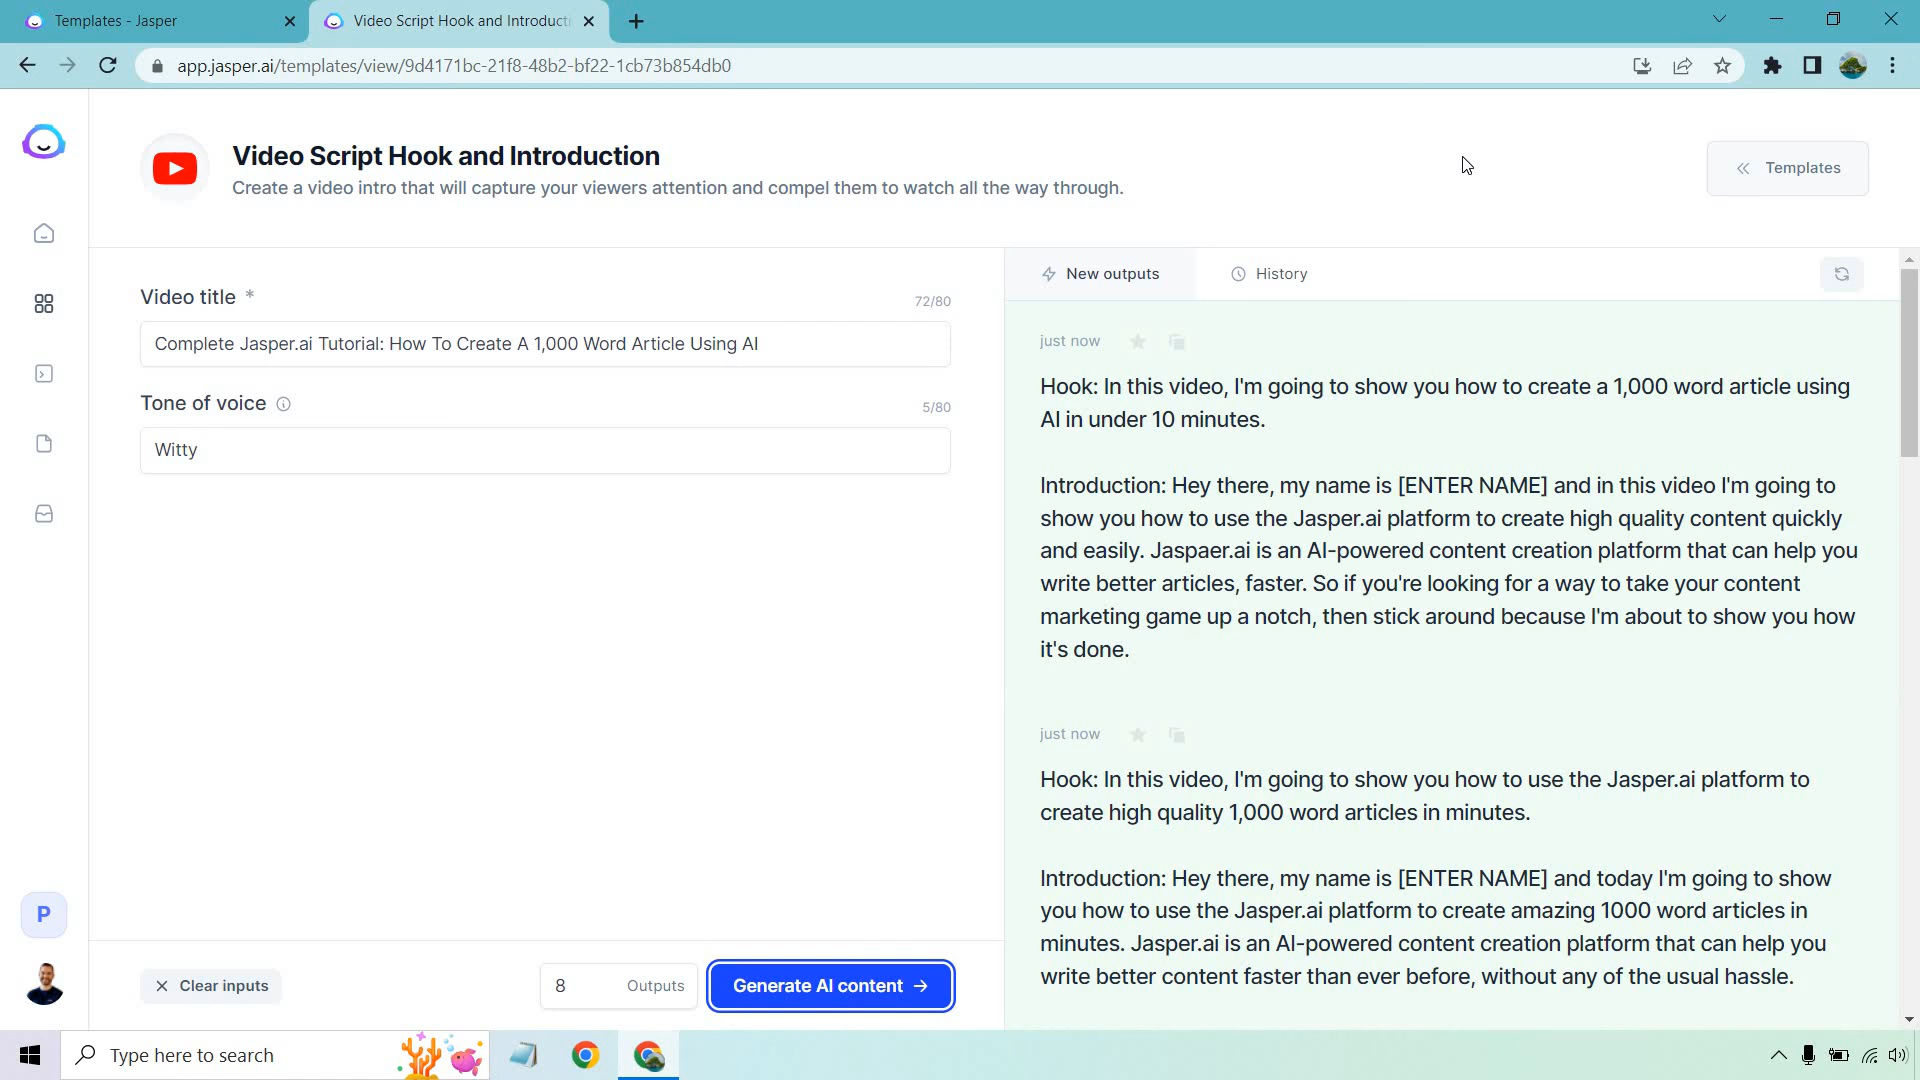 Templates - Jasper
Video Script Hook and Introducti
app.jasper.ai/templates/view/9d4171bc-21f8-48b2-bf22-1cb73b854db0
Video Script Hook and Introduction
Create a video intro that will capture your viewers attention and compel them to watch all the way through.
Templates
Video title *
72/80
Complete Jasper.ai Tutorial: How To Create A 1,000 Word Article Using AI
Tone of voice
5/80
Witty
New outputs
History
just now
Hook: In this video, I'm going to show you how to create a 1,000 word article using
AI in under 10 minutes.
Introduction: Hey there, my name is [ENTER NAME] and in this video I'm going to
show you how to use the Jasper.ai platform to create high quality content quickly
and easily. Jaspaer.ai is an AI-powered content creation platform that can help you
write better articles, faster. So if you're looking for a way to take your content
marketing game up a notch, then stick around because I'm about to show you how
it's done.
just now
Hook: In this video, I'm going to show you how to use the Jasper.ai platform to
create high quality 1,000 word articles in minutes.
Introduction: Hey there, my name is [ENTER NAME] and today I'm going to show
you how to use the Jasper.ai platform to create amazing 1000 word articles in
minutes. Jasper.ai is an AI-powered content creation platform that can help you
write better content faster than ever before, without any of the usual hassle.
P
Clear inputs
8 Outputs
Generate AI content
Type here to search